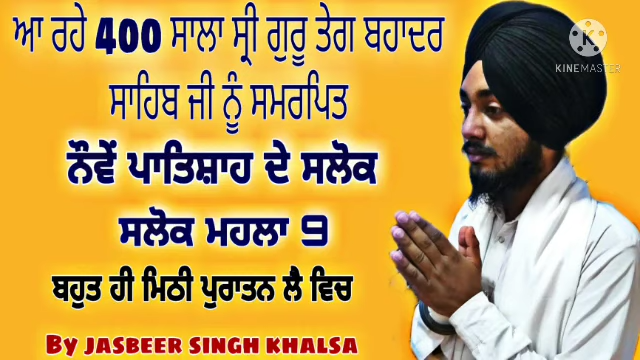 ਆ ਰਹੇ 400 ਸਾਲਾ ਸ੍ਰੀ ਗੁਰੂ ਤੇਗ ਬਹਾਦਰ
ਸਾਹਿਬ ਜੀ ਨੂੰ ਸਮਰਪਿਤ
ਨੌਵੇਂ ਪਾਤਿਸ਼ਾਹ ਦੇ ਸਲੋਕ
ਸਲੋਕ ਮਹਲਾ 9
ਬਹੁਤ ਹੀ ਮਿਠੀ ਪੁਰਾਤਨ ਲੈ ਵਿਚ
By JASBEER SINGH KHALSA
KINEMASTER